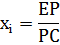 xᵢ = EP/PC